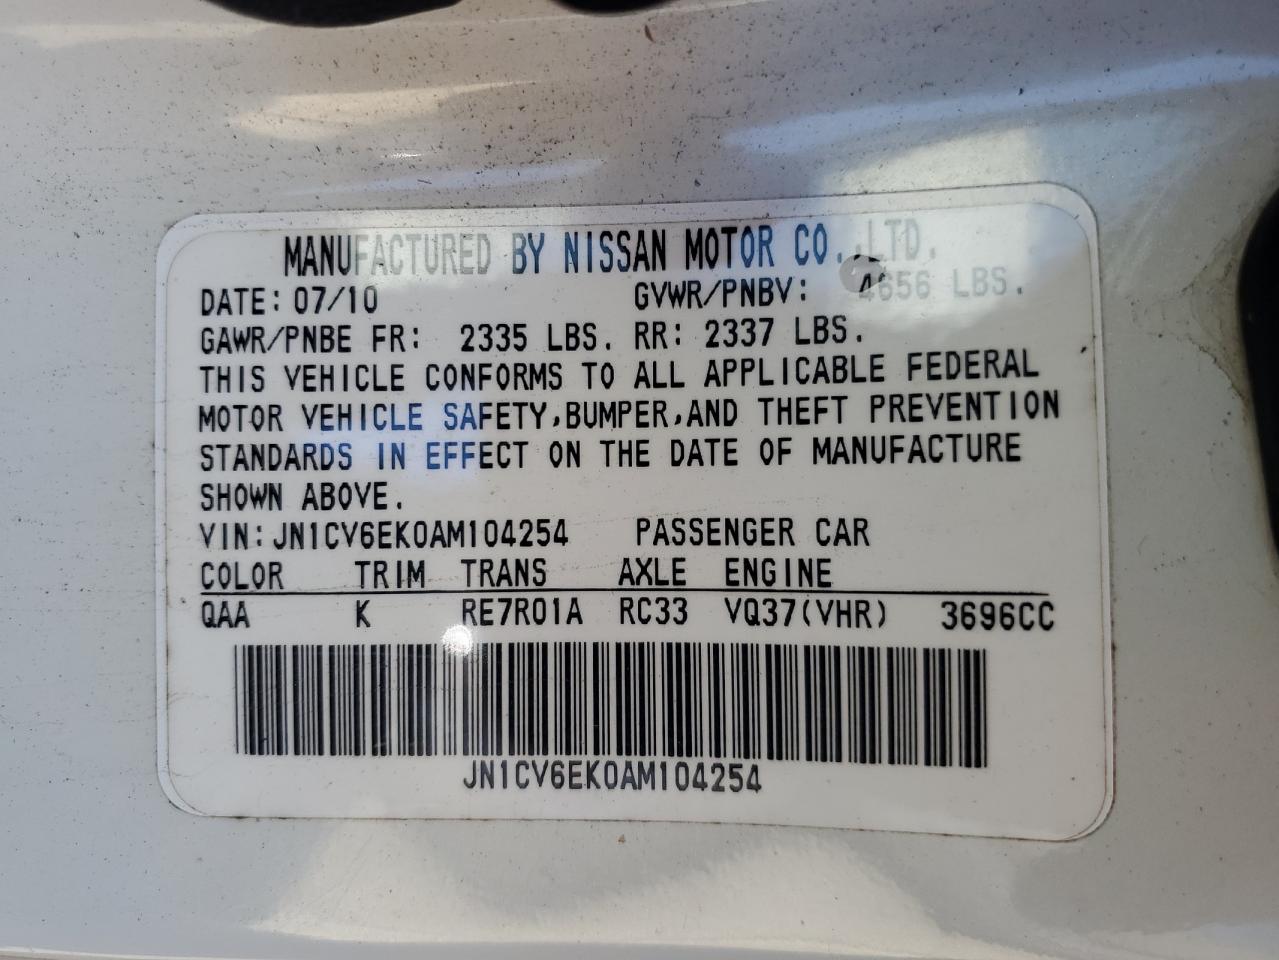 MANUFACTURED BY NISSAN MOTOR CO.,LTD.
DATE: 07/10 GVWR/PNBV: 4656 LBS.
GAWR/PNBE FR: 2335 LBS. RR: 2337 LBS.
THIS VEHICLE CONFORMS TO ALL APPLICABLE FEDERAL
MOTOR VEHICLE SAFETY,BUMPER,AND THEFT PREVENTION
STANDARDS IN EFFECT ON THE DATE OF MANUFACTURE
SHOWN ABOVE.
VIN:JN1CV6EK0AM104254 PASSENGER CAR
COLOR TRIM TRANS AXLE ENGINE
QAA K RE7R01A RC33 VQ37(VHR) 3696CC
JN1CV6EK0AM104254